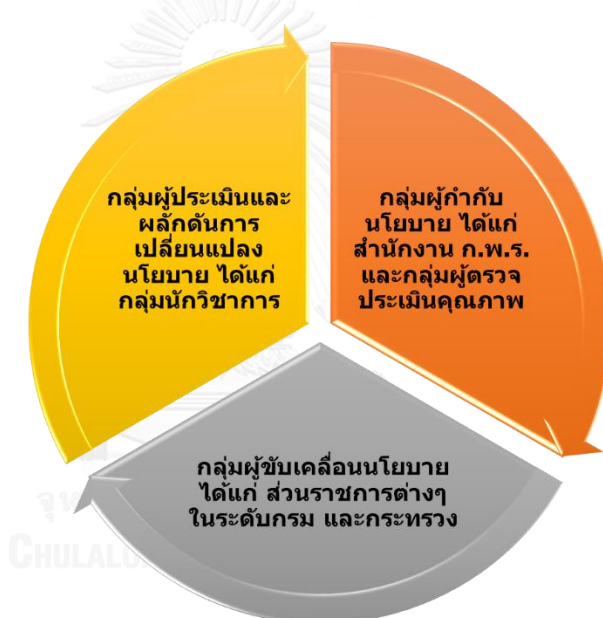 กลุ่มผู้ประเมินและ
ผลักดันการ
เปลี่ยนแปลง
นโยบาย ได้แก่
กลุ่มนักวิชาการ
กลุ่มผู้กำกับ
นโยบาย ได้แก่
สำนักงาน ก.พ.ร.
และกลุ่มผู้ตรวจ
ประเมินคุณภาพ
กลุ่มผู้ขับเคลื่อนนโยบาย
ได้แก่ ส่วนราชการต่างๆ
ในระดับกรม และกระทรวง